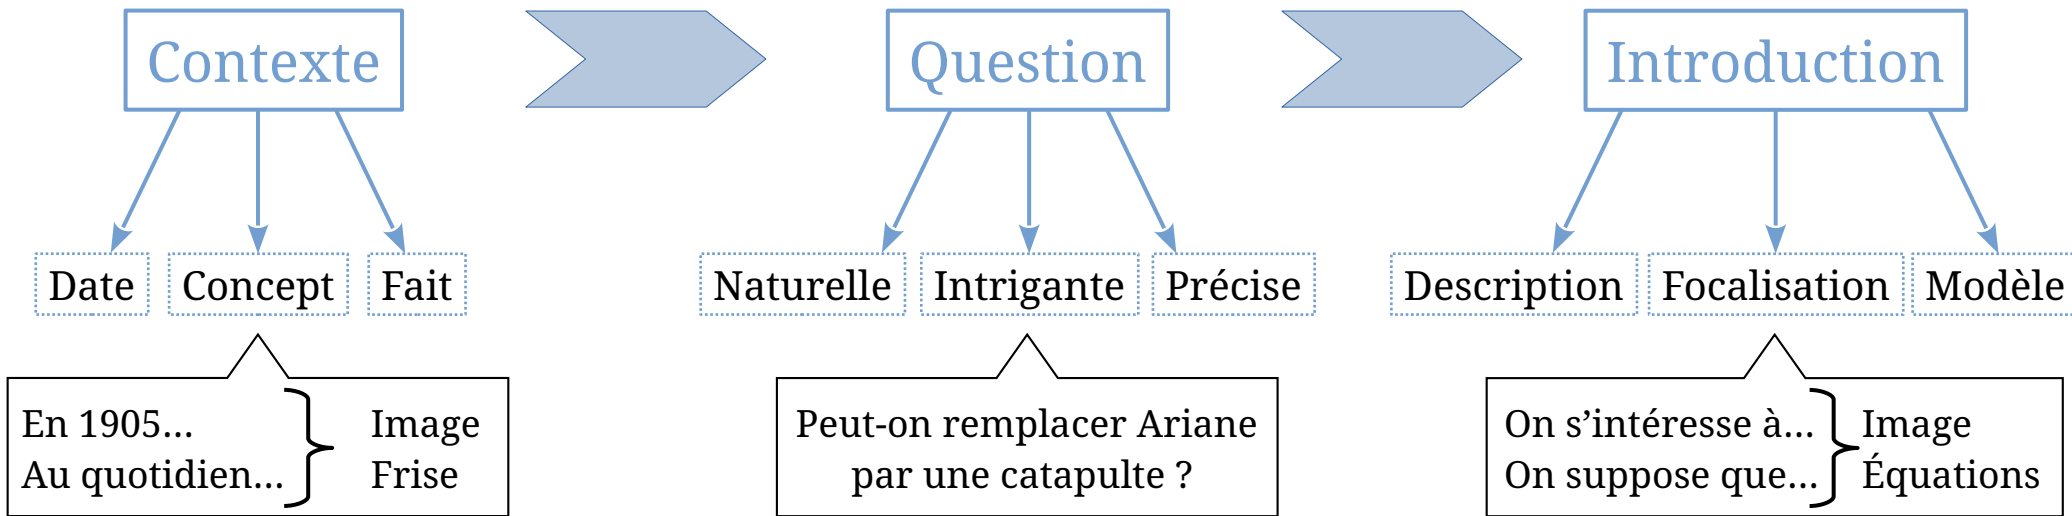 Contexte
Question
Introduction
Date
Concept
Fait
Naturelle
Intrigante
Précise
Description
Focalisation
Modèle
En 1905…
Au quotidien…
Image
Frise
Peut-on remplacer Ariane
par une catapulte ?
On s’intéresse à…
On suppose que…
Image
Équations